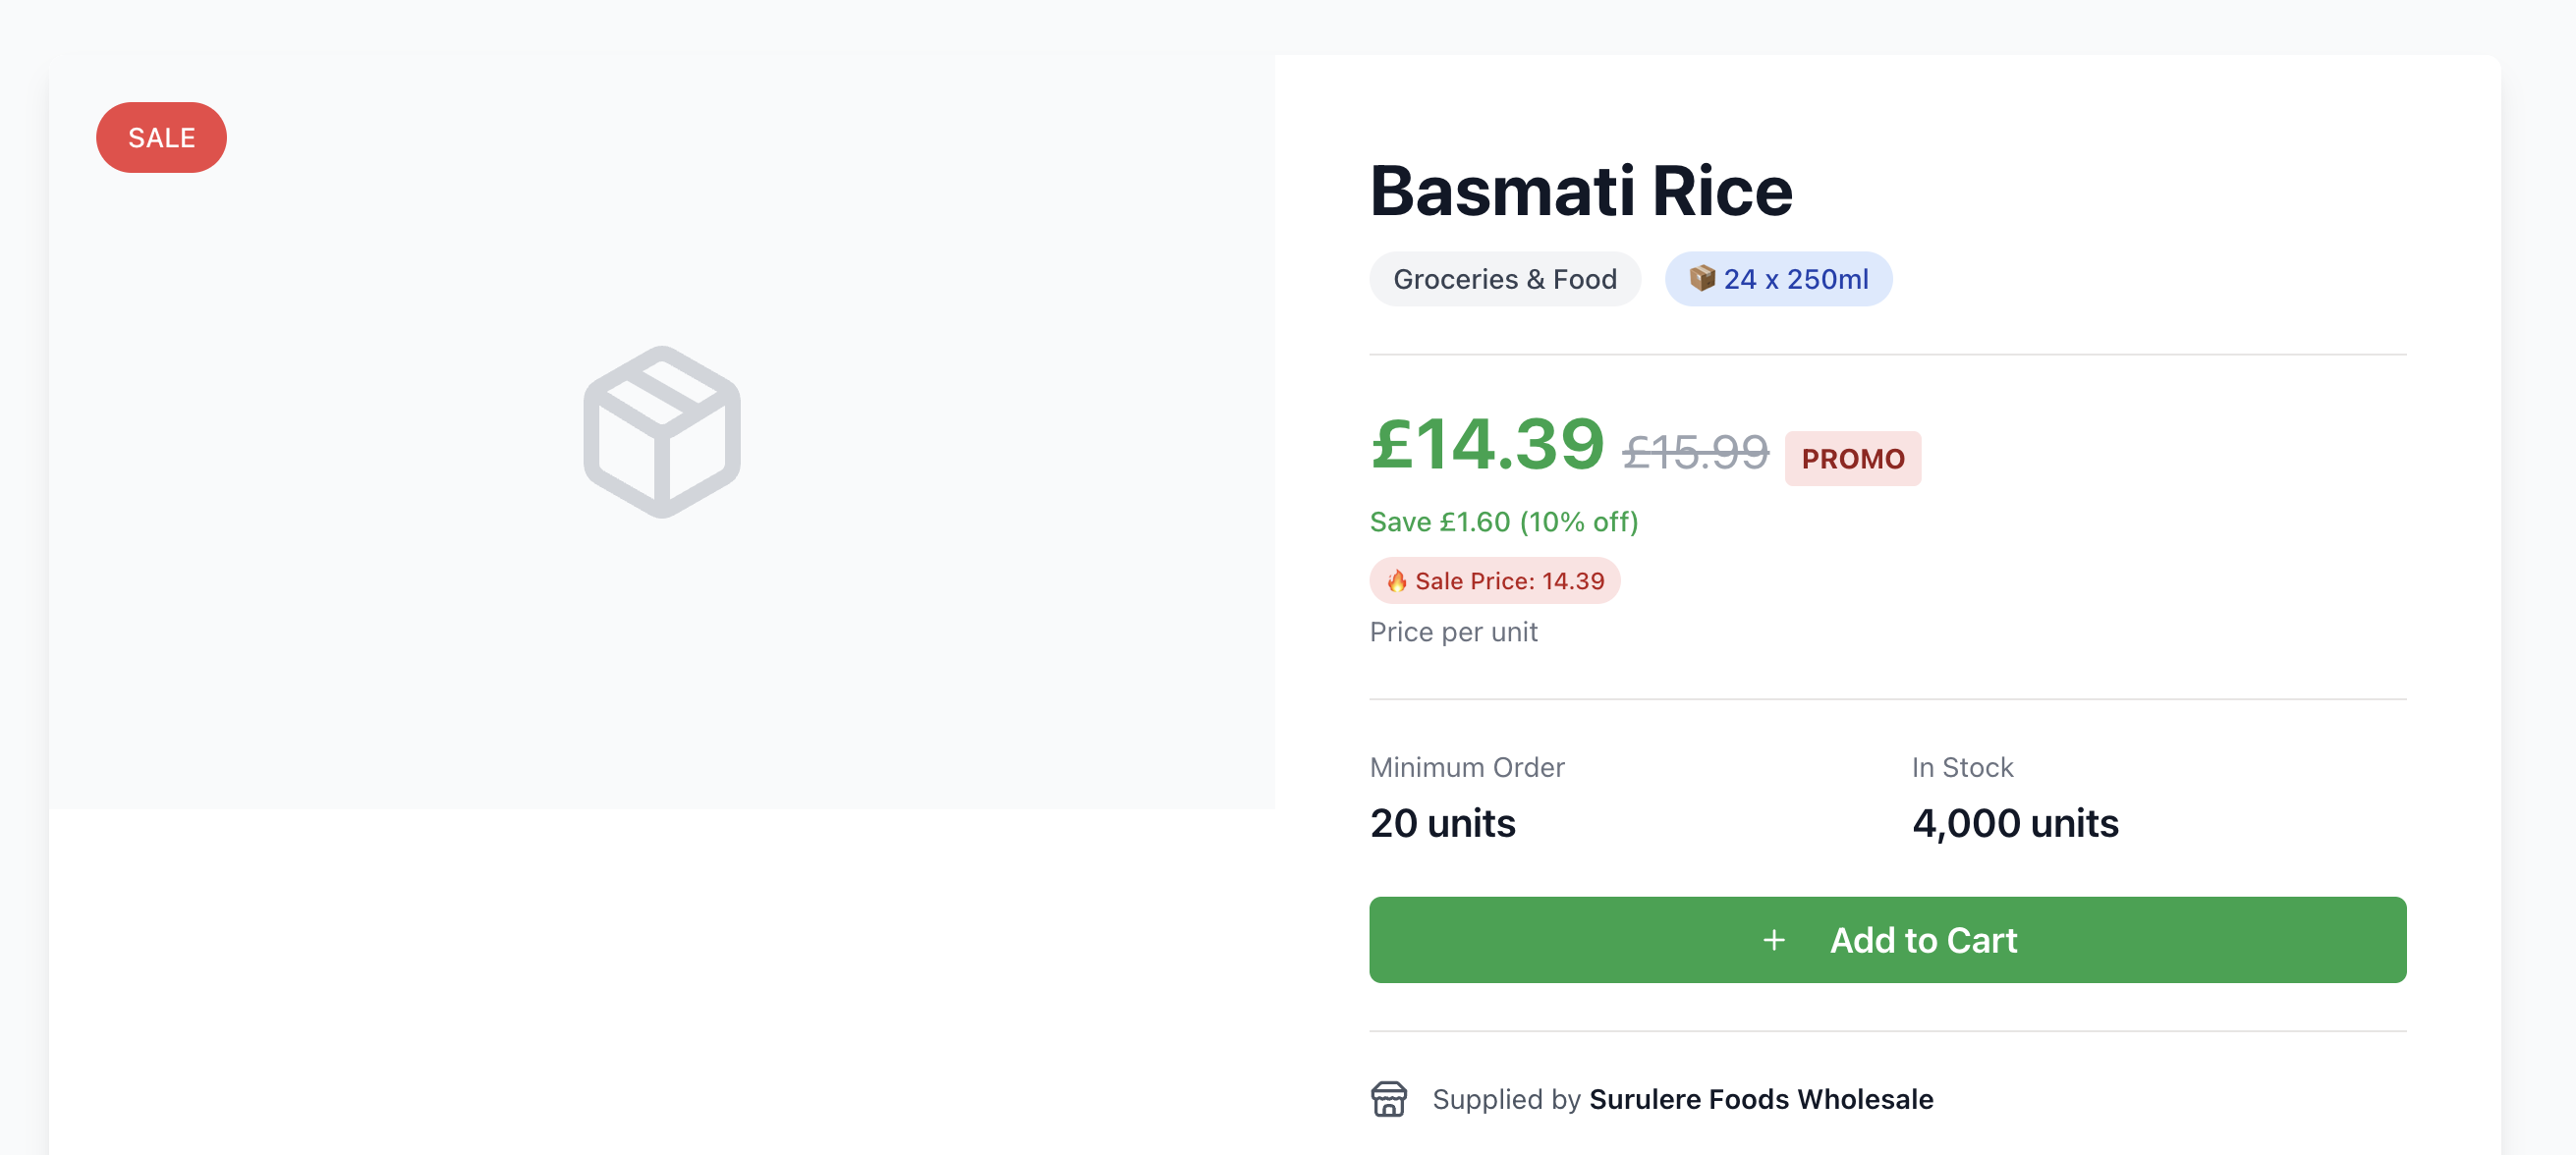 SALE
Basmati Rice
Groceries & Food
📦 24 x 250ml
£14.39 £15.99 PROMO
Save £1.60 (10% off)
🔥 Sale Price: 14.39
Price per unit
Minimum Order
20 units
In Stock
4,000 units
+ Add to Cart
Supplied by Surulere Foods Wholesale